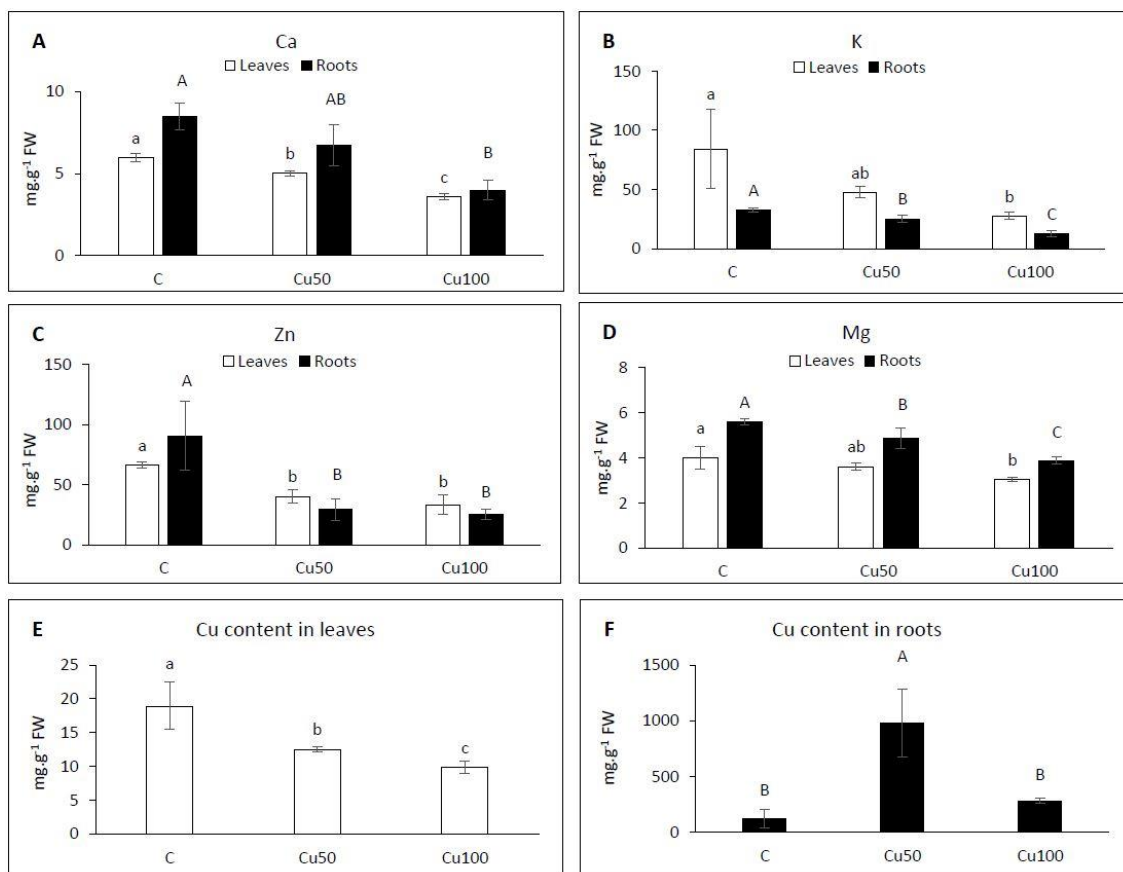 A
Ca
Leaves Roots
mg.g⁻¹ FW
10
5
0
a
A
b
AB
c
B
C Cu50 Cu100
B
K
Leaves Roots
mg.g⁻¹ FW
150
100
50
0
a
A
ab
B
b
C
C Cu50 Cu100
C
Zn
Leaves Roots
mg.g⁻¹ FW
150
100
50
0
a
A
b
B
b
B
C Cu50 Cu100
D
Mg
Leaves Roots
mg.g⁻¹ FW
8
6
4
2
0
a
A
ab
B
b
C
C Cu50 Cu100
E
Cu content in leaves
mg.g⁻¹ FW
25
20
15
10
5
0
a
b
c
C Cu50 Cu100
F
Cu content in roots
mg.g⁻¹ FW
1500
1000
500
0
B
A
B
C Cu50 Cu100